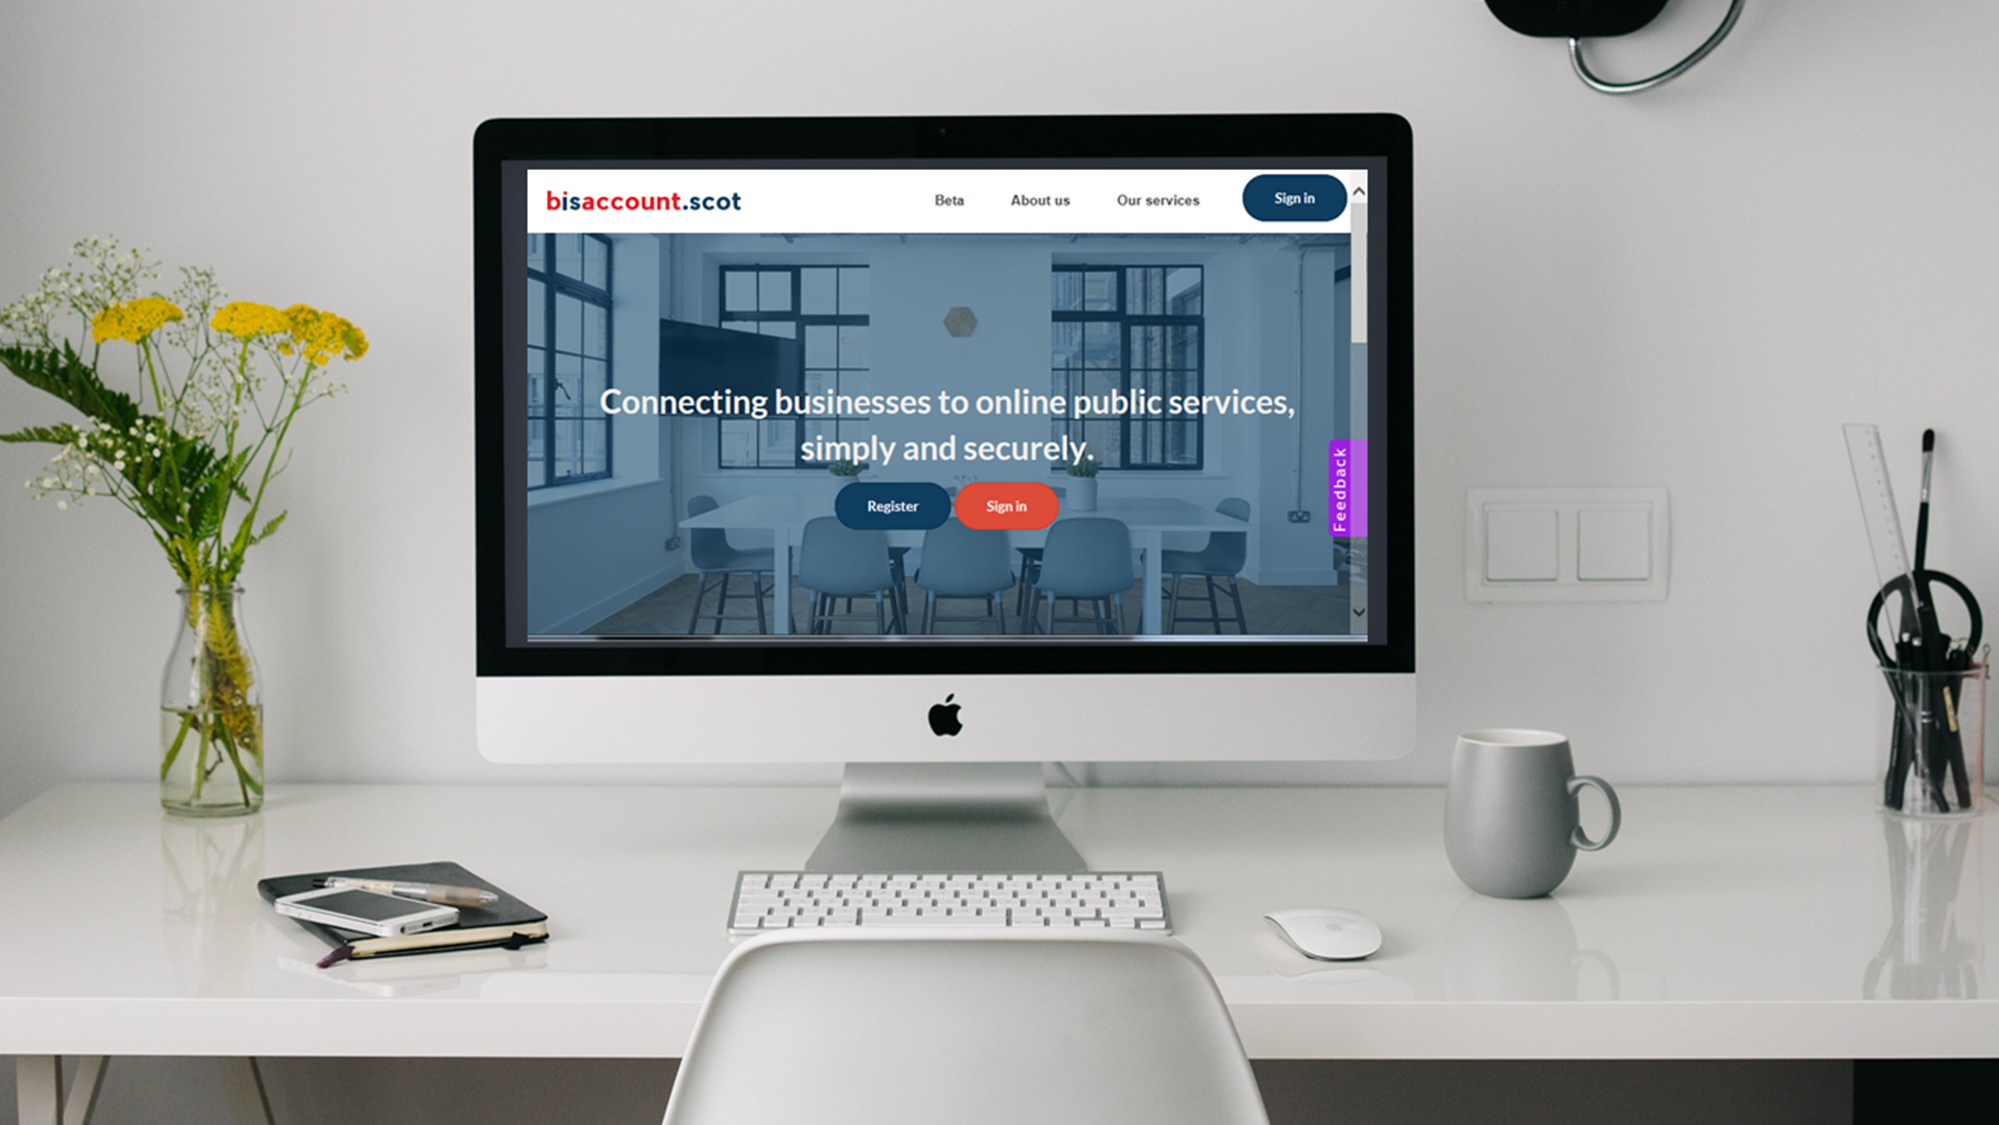 bisaccount.scot
Beta
About us
Our services
Sign in
Connecting businesses to online public services,
simply and securely.
Register
Sign in
Feedback